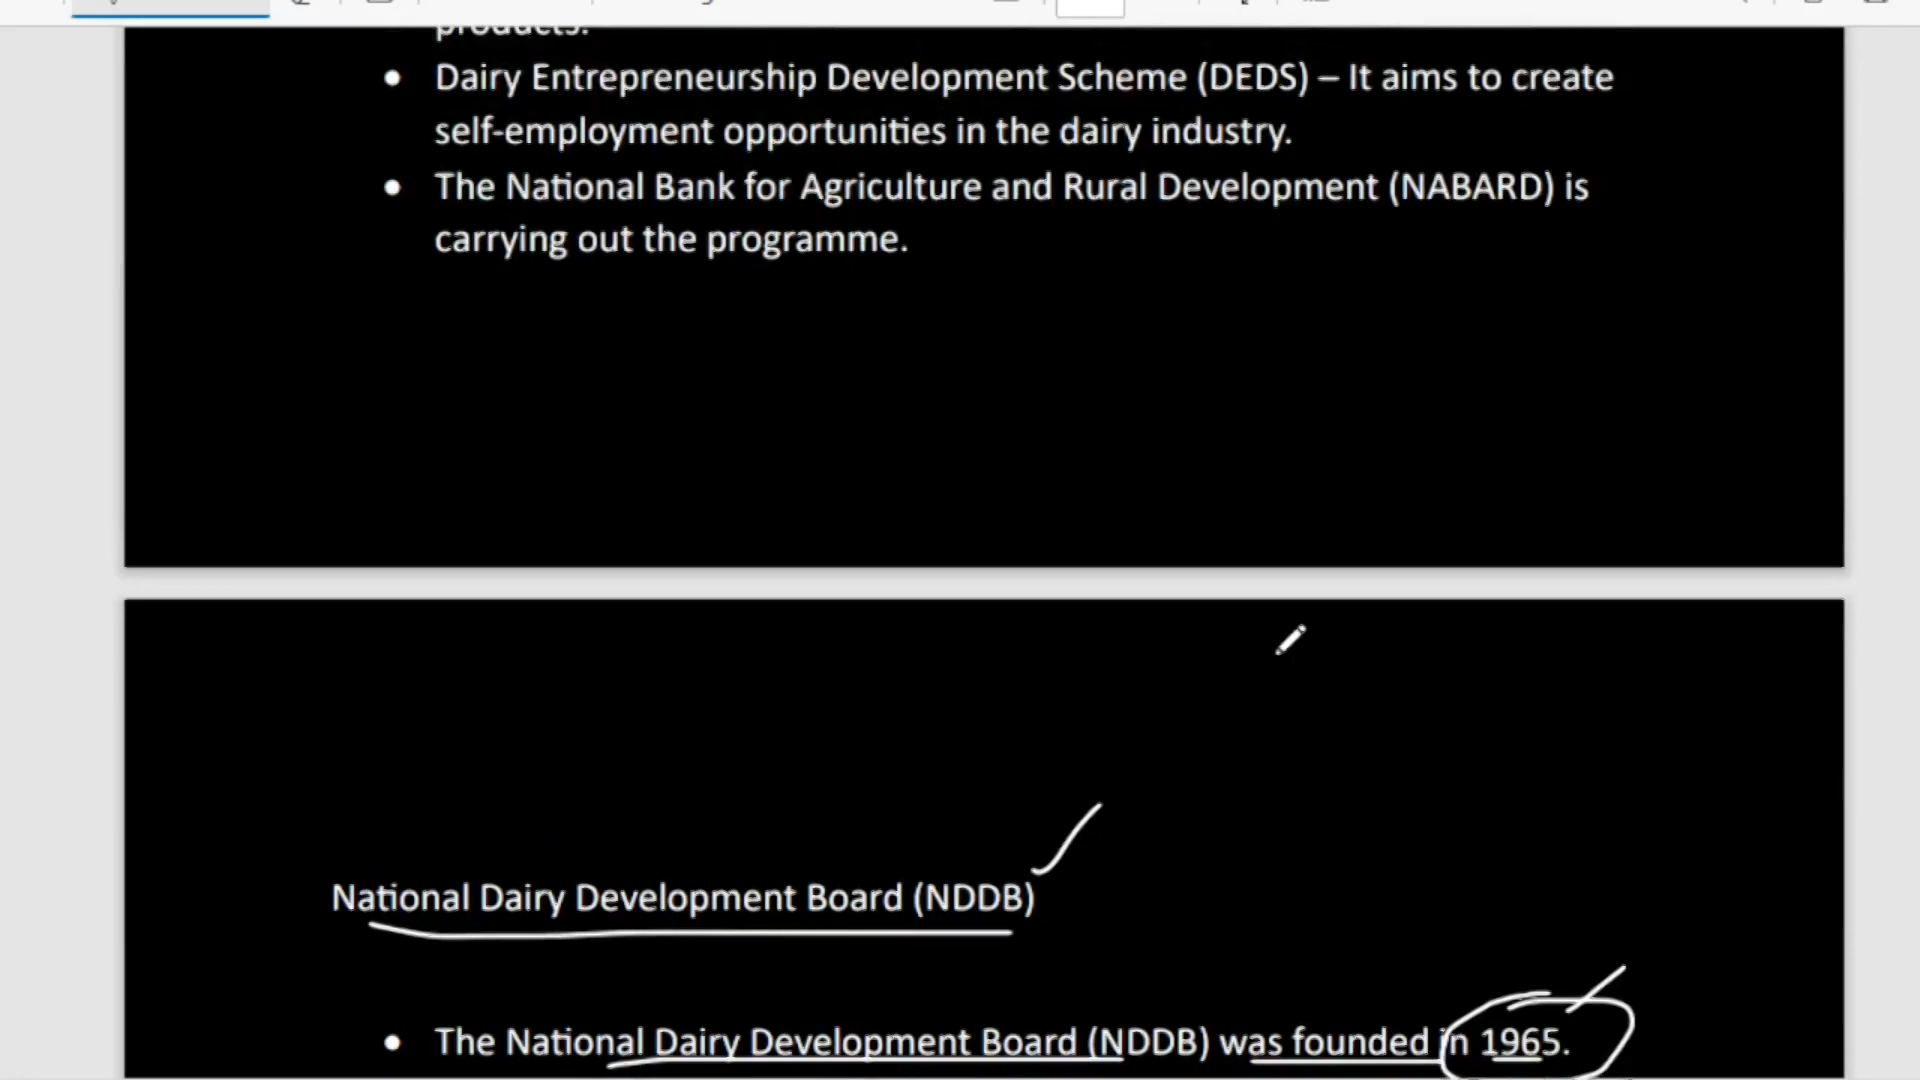 products.
• Dairy Entrepreneurship Development Scheme (DEDS) – It aims to create
self-employment opportunities in the dairy industry.
• The National Bank for Agriculture and Rural Development (NABARD) is
carrying out the programme.
National Dairy Development Board (NDDB)
• The National Dairy Development Board (NDDB) was founded in 1965.